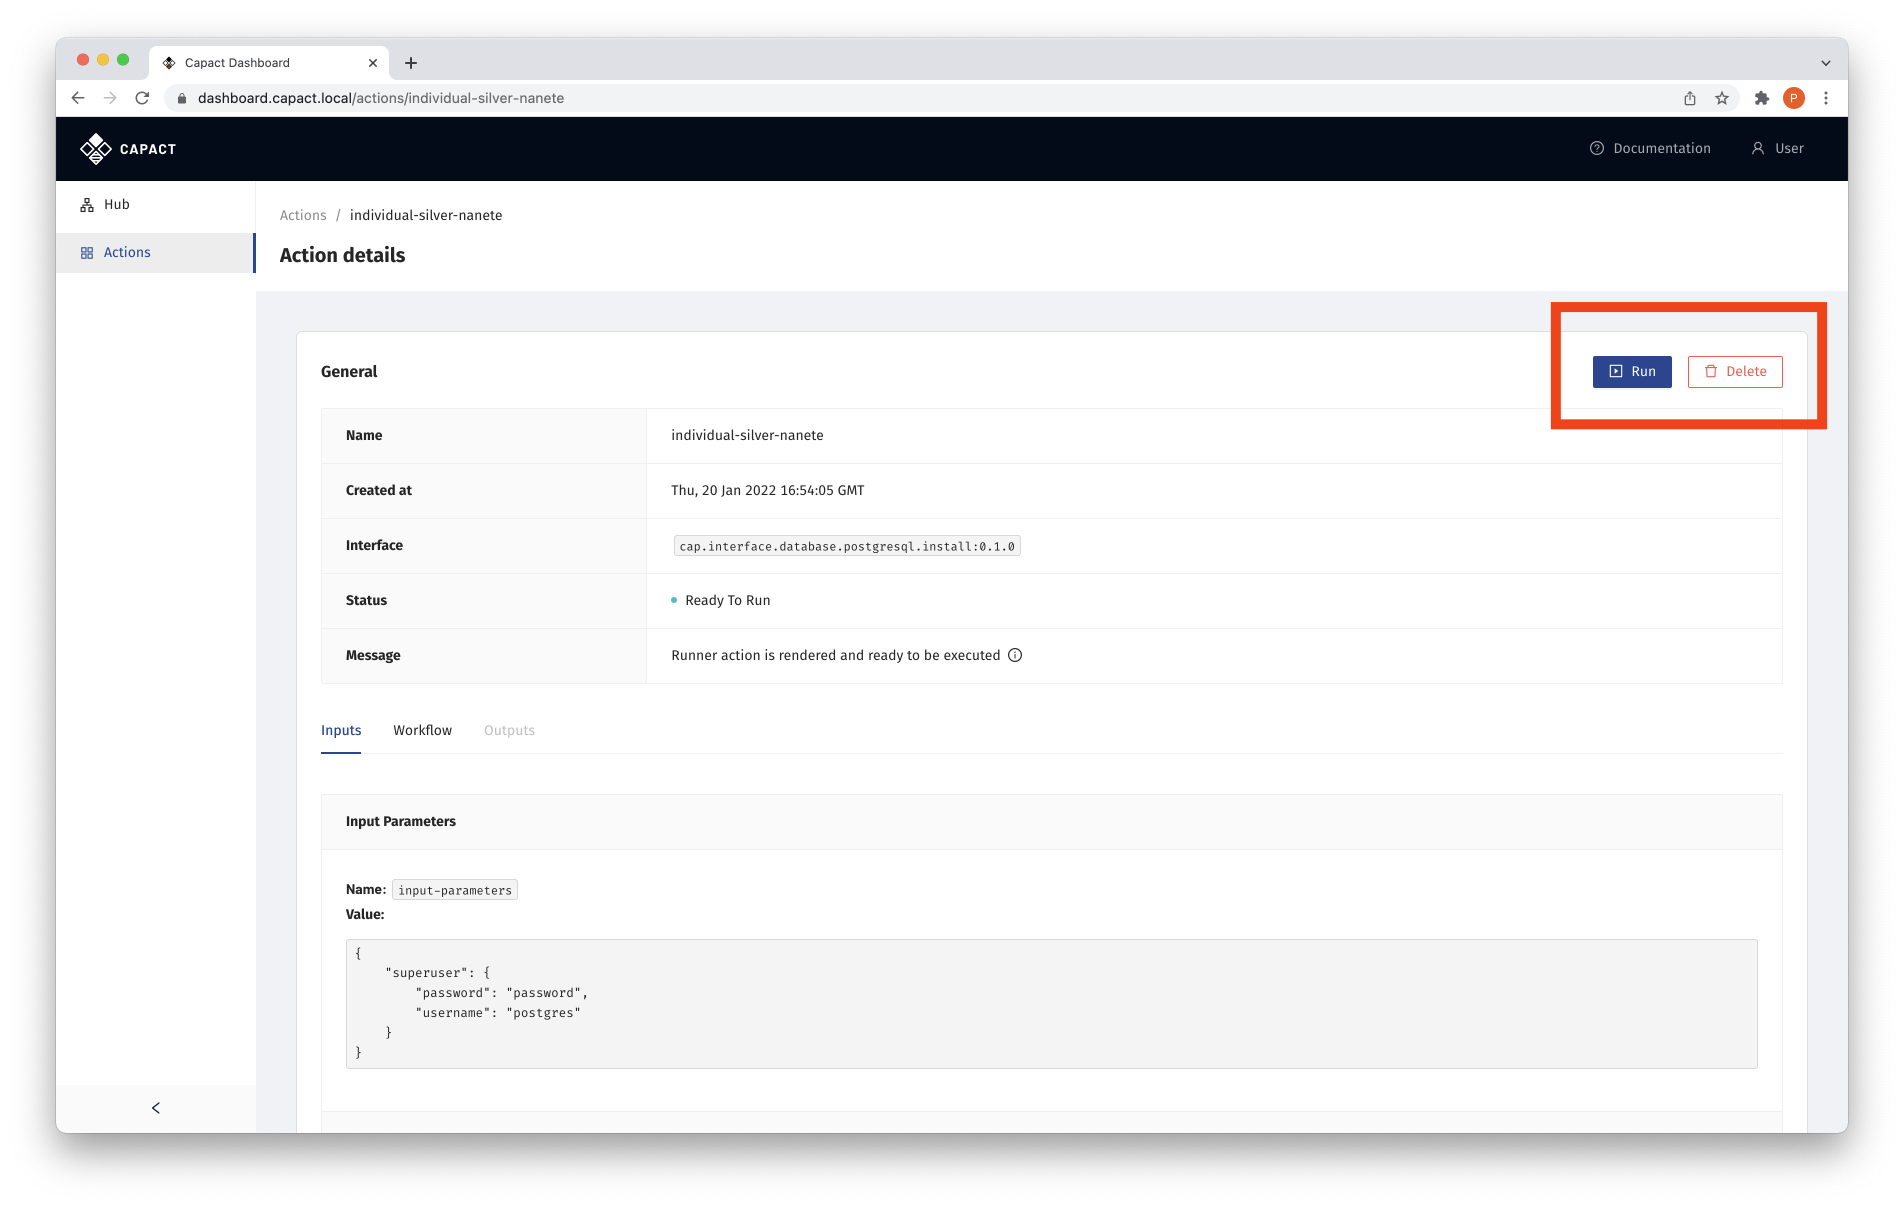 Capact Dashboard
dashboard.capact.local/actions/individual-silver-nanete
P
CAPACT
Documentation
User
Hub
Actions
Actions / individual-silver-nanete
Action details
General
Run
Delete
Name
individual-silver-nanete
Created at
Thu, 20 Jan 2022 16:54:05 GMT
Interface
cap.interface.database.postgresql.install:0.1.0
Status
Ready To Run
Message
Runner action is rendered and ready to be executed
Inputs
Workflow
Outputs
Input Parameters
Name: input-parameters
Value:
{
    "superuser": {
        "password": "password",
        "username": "postgres"
    }
}